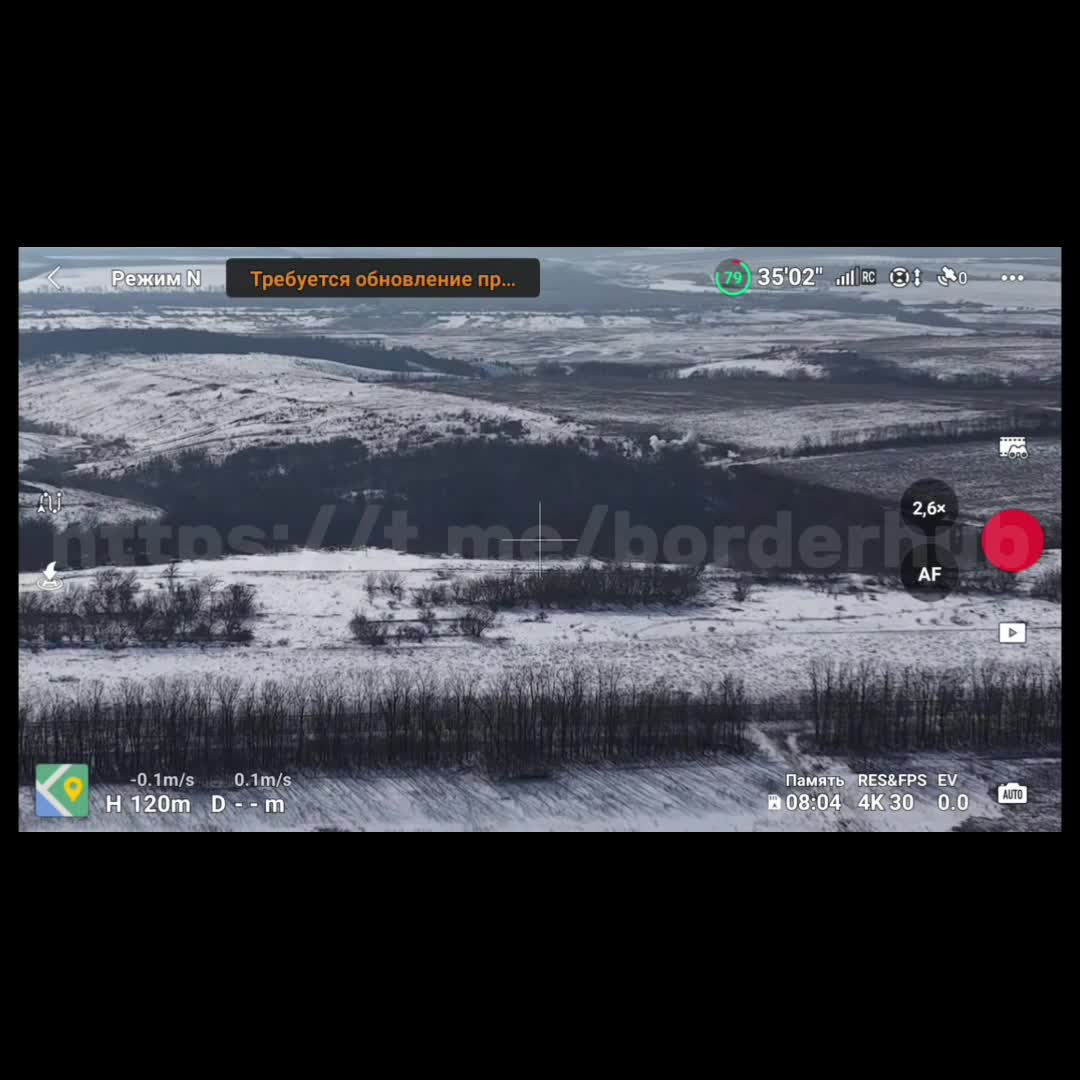 Режим N
Требуется обновление пр...
79
35'02"
RC
0
2,6×
https://t.me/borderhub
AF
-0.1m/s 0.1m/s
H 120m D - - m
Память RES&FPS EV
08:04 4K 30 0.0
AUTO